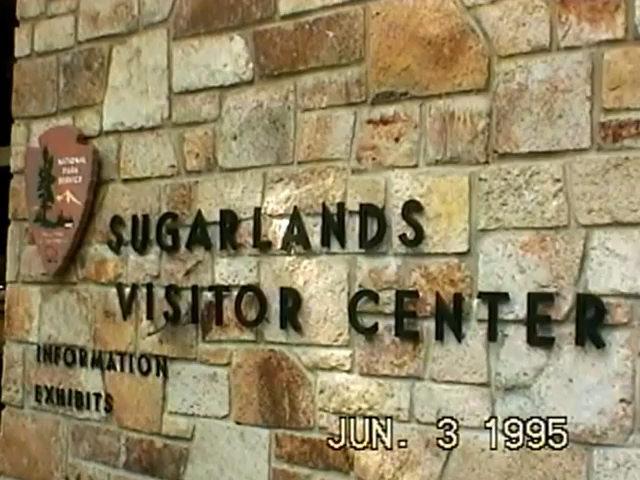 NATIONAL
PARK
SERVICE
SUGARLANDS
VISITOR CENTER
INFORMATION
EXHIBITS
JUN. 3 1995